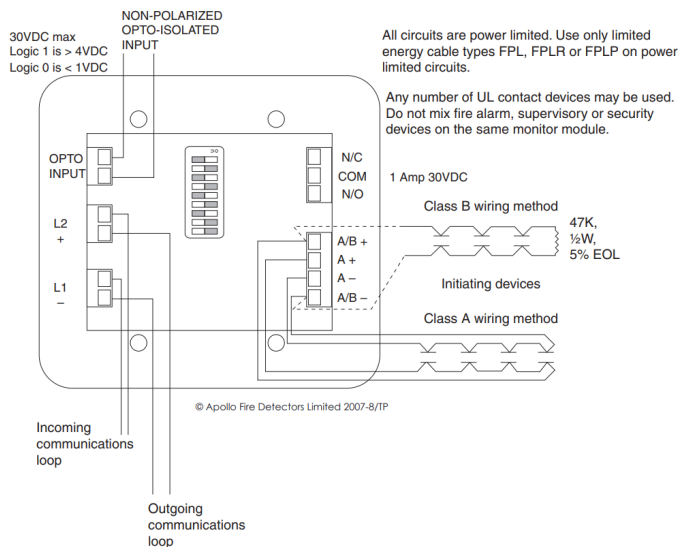 NON-POLARIZED
OPTO-ISOLATED
INPUT
30VDC max
Logic 1 is > 4VDC
Logic 0 is < 1VDC
All circuits are power limited. Use only limited
energy cable types FPL, FPLR or FPLP on power
limited circuits.
Any number of UL contact devices may be used.
Do not mix fire alarm, supervisory or security
devices on the same monitor module.
OPTO
INPUT
L2
+
L1
–
N/C
COM
N/O
1 Amp 30VDC
A/B +
A +
A –
A/B –
Class B wiring method
47K,
½W,
5% EOL
Initiating devices
Class A wiring method
© Apollo Fire Detectors Limited 2007-8/TP
Incoming
communications
loop
Outgoing
communications
loop